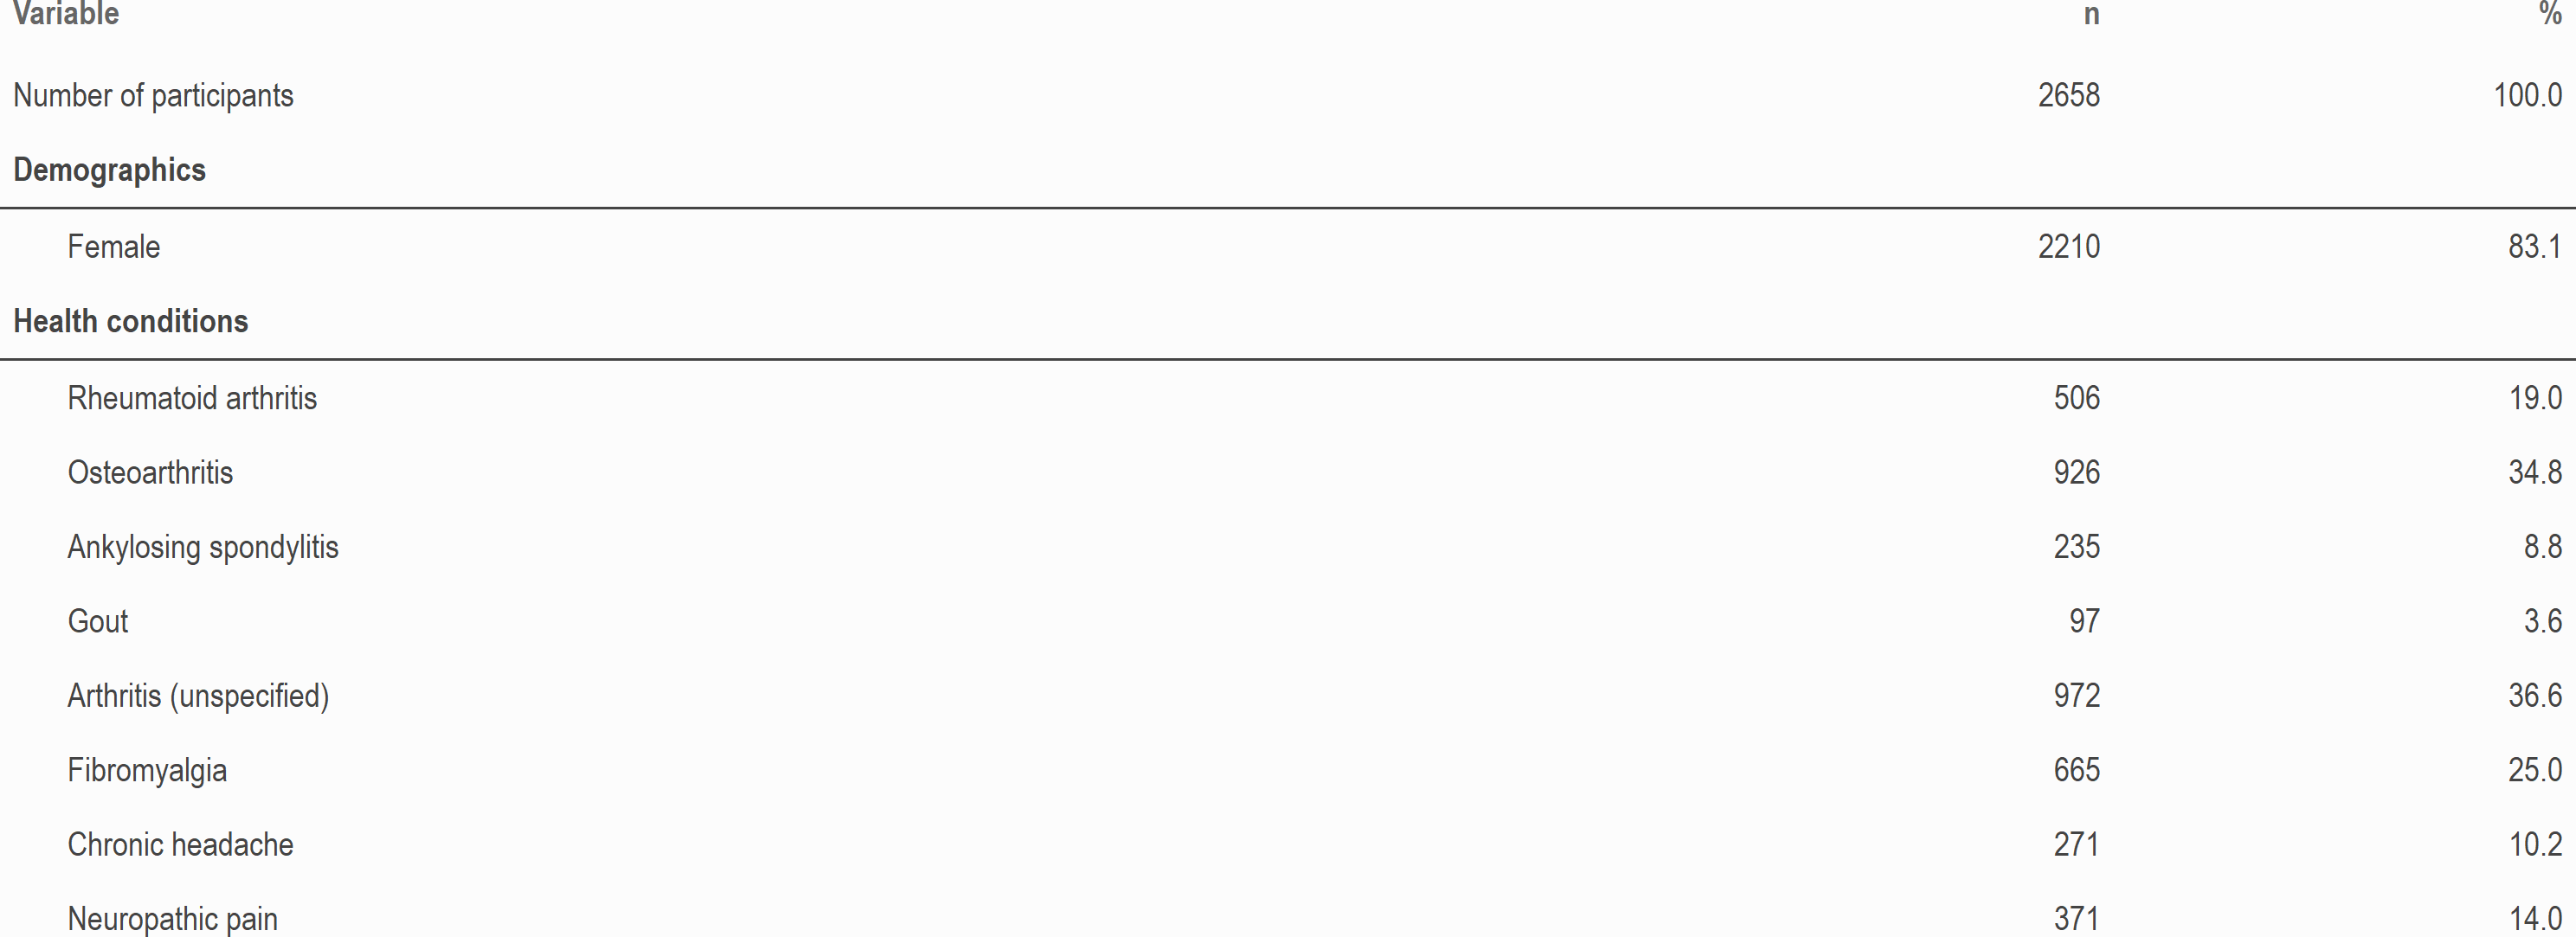 Variable n %
Number of participants 2658 100.0
Demographics
Female 2210 83.1
Health conditions
Rheumatoid arthritis 506 19.0
Osteoarthritis 926 34.8
Ankylosing spondylitis 235 8.8
Gout 97 3.6
Arthritis (unspecified) 972 36.6
Fibromyalgia 665 25.0
Chronic headache 271 10.2
Neuropathic pain 371 14.0